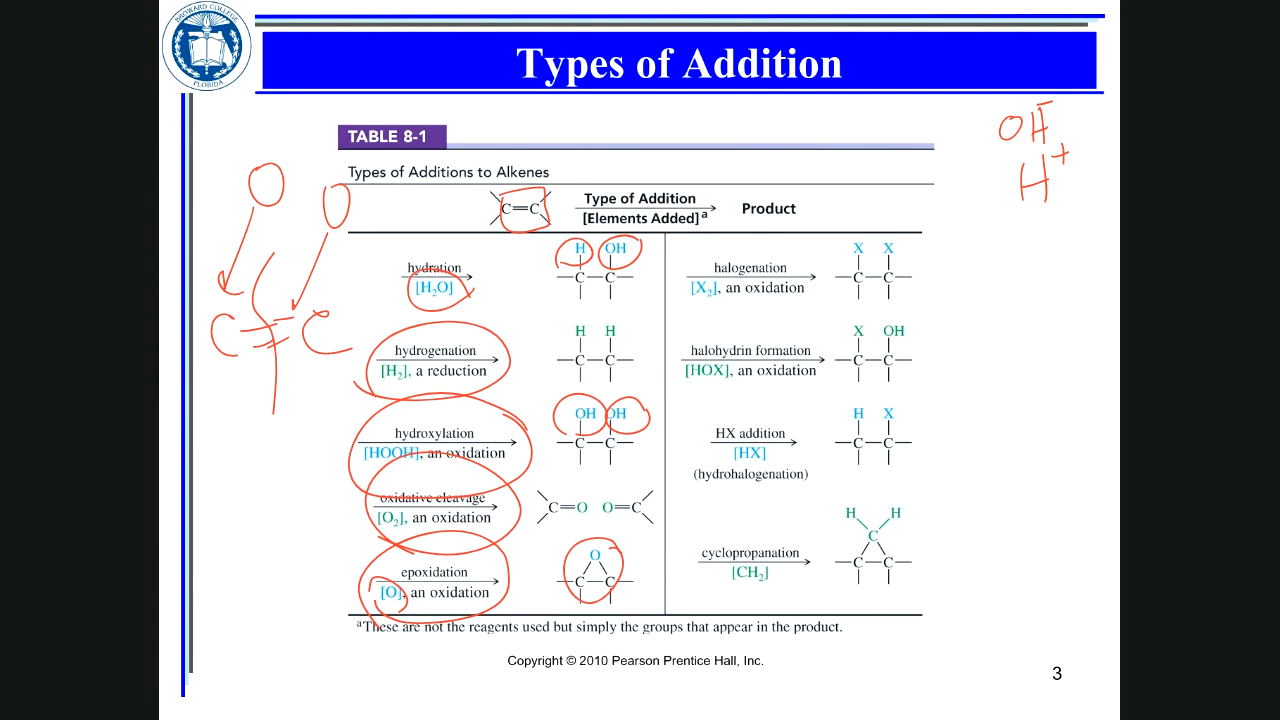 BROWARD COLLEGE
FLORIDA
Types of Addition
OH⁻
H⁺
TABLE 8-1
Types of Additions to Alkenes
C=C
Type of Addition
[Elements Added]ᵃ
Product
hydration
[H₂O]
H OH
C C
hydrogenation
[H₂], a reduction
H H
C C
hydroxylation
[HOOH], an oxidation
OH OH
C C
oxidative cleavage
[O₂], an oxidation
C=O O=C
epoxidation
[O], an oxidation
O
C C
halogenation
[X₂], an oxidation
X X
C C
halohydrin formation
[HOX], an oxidation
X OH
C C
HX addition
[HX]
(hydrohalogenation)
H X
C C
cyclopropanation
[CH₂]
H H
C
C C
O O
C=C
ᵃThese are not the reagents used but simply the groups that appear in the product.
Copyright © 2010 Pearson Prentice Hall, Inc.
3